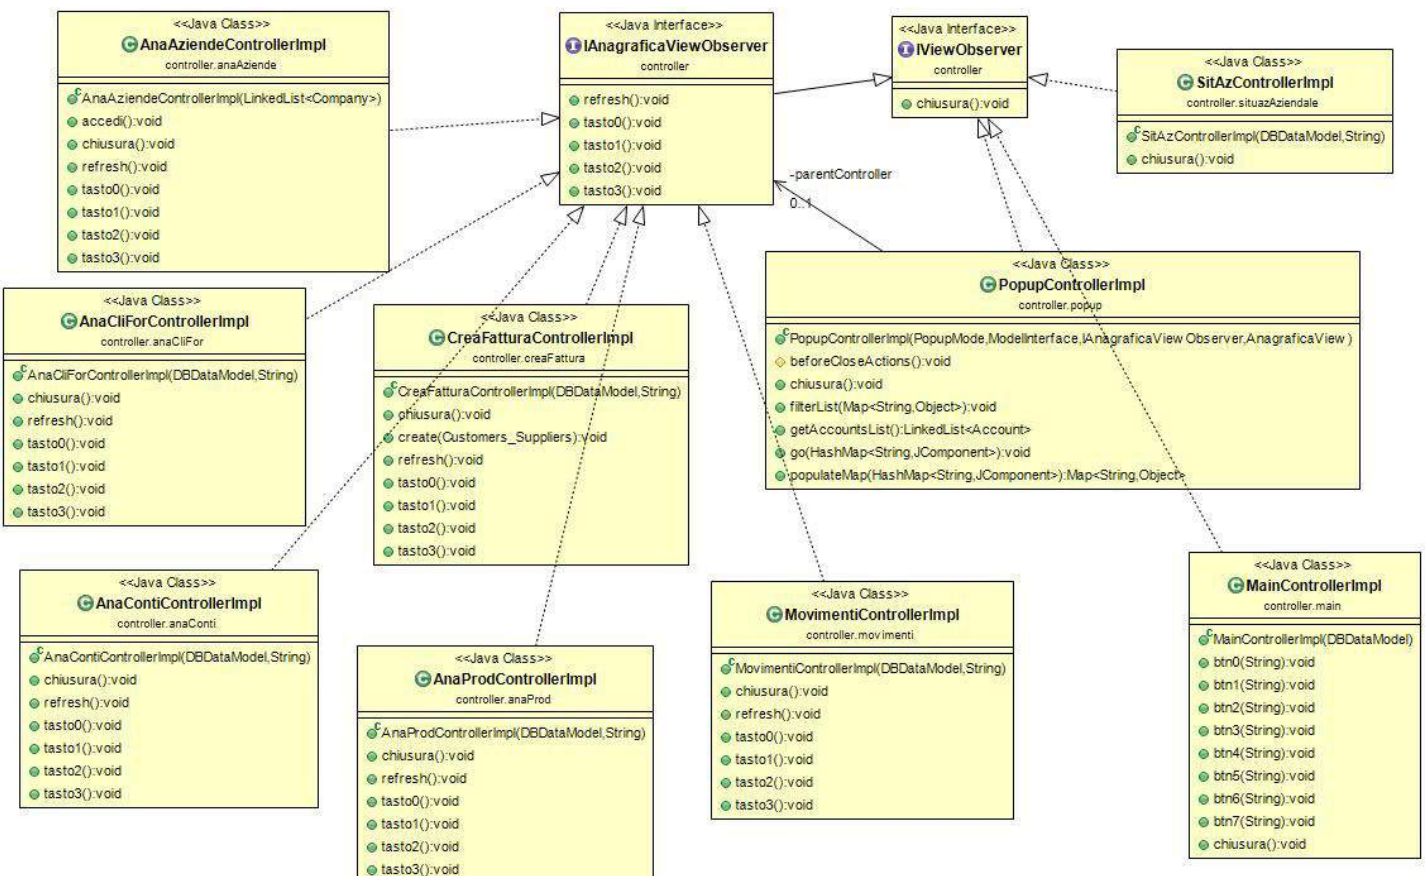 <<Java Class>>
AnaAziendeControllerImpl
controller.anaAziende
AnaAziendeControllerImpl(LinkedList<Company>)
accedi():void
chiusura():void
refresh():void
tasto0():void
tasto1():void
tasto2():void
tasto3():void
<<Java Interface>>
IAnagraficaViewObserver
controller
refresh():void
tasto0():void
tasto1():void
tasto2():void
tasto3():void
<<Java Interface>>
IViewObserver
controller
chiusura():void
<<Java Class>>
SitAzControllerImpl
controller.situazAziendale
SitAzControllerImpl(DBDataModel,String)
chiusura():void
-parentController
0..1
<<Java Class>>
PopupControllerImpl
controller.popup
PopupControllerImpl(PopupMode,ModelInterface,IAnagraficaViewObserver,AnagraficaView)
beforeCloseActions():void
chiusura():void
filterList(Map<String,Object>):void
getAccountsList():LinkedList<Account>
go(HashMap<String,JComponent>):void
populateMap(HashMap<String,JComponent>):Map<String,Object>
<<Java Class>>
AnaCliForControllerImpl
controller.anaCliFor
AnaCliForControllerImpl(DBDataModel,String)
chiusura():void
refresh():void
tasto0():void
tasto1():void
tasto2():void
tasto3():void
<<Java Class>>
CreaFatturaControllerImpl
controller.creaFattura
CreaFatturaControllerImpl(DBDataModel,String)
chiusura():void
create(Customers_Suppliers):void
refresh():void
tasto0():void
tasto1():void
tasto2():void
tasto3():void
<<Java Class>>
AnaContiControllerImpl
controller.anaConti
AnaContiControllerImpl(DBDataModel,String)
chiusura():void
refresh():void
tasto0():void
tasto1():void
tasto2():void
tasto3():void
<<Java Class>>
AnaProdControllerImpl
controller.anaProd
AnaProdControllerImpl(DBDataModel,String)
chiusura():void
refresh():void
tasto0():void
tasto1():void
tasto2():void
tasto3():void
<<Java Class>>
MovimentiControllerImpl
controller.movimenti
MovimentiControllerImpl(DBDataModel,String)
chiusura():void
refresh():void
tasto0():void
tasto1():void
tasto2():void
tasto3():void
<<Java Class>>
MainControllerImpl
controller.main
MainControllerImpl(DBDataModel)
btn0(String):void
btn1(String):void
btn2(String):void
btn3(String):void
btn4(String):void
btn5(String):void
btn6(String):void
btn7(String):void
chiusura():void